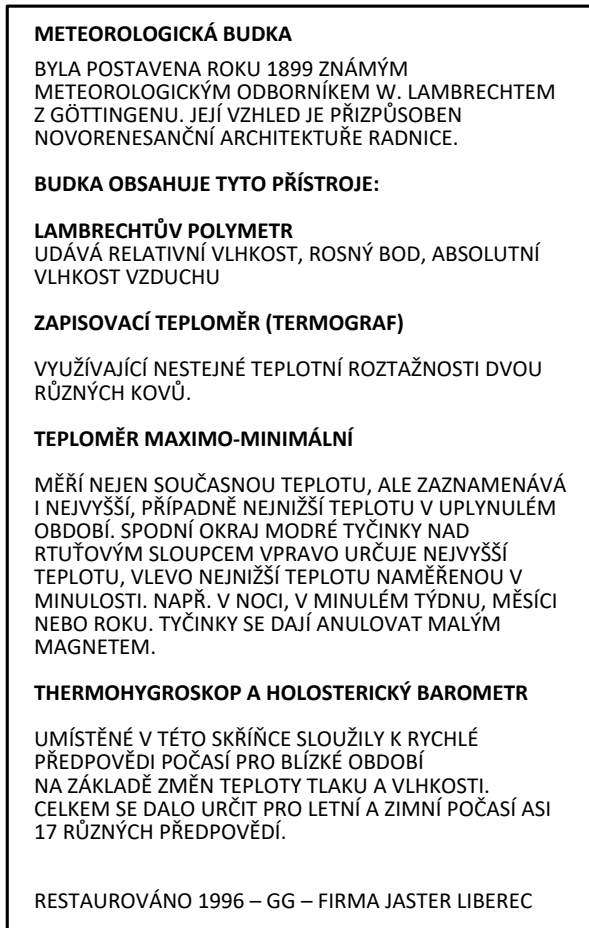 METEOROLOGICKÁ BUDKA
BYLA POSTAVENA ROKU 1899 ZNÁMÝM
METEOROLOGICKÝM ODBORNÍKEM W. LAMBRECHTEM
Z GÖTTINGENU. JEJÍ VZHLED JE PŘIZPŮSOBEN
NOVORENESANČNÍ ARCHITEKTUŘE RADNICE.
BUDKA OBSAHUJE TYTO PŘÍSTROJE:
LAMBRECHTŮV POLYMETR
UDÁVÁ RELATIVNÍ VLHKOST, ROSNÝ BOD, ABSOLUTNÍ
VLHKOST VZDUCHU
ZAPISOVACÍ TEPLOMĚR (TERMOGRAF)
VYUŽÍVAJÍCÍ NESTEJNÉ TEPLOTNÍ ROZTAŽNOSTI DVOU
RŮZNÝCH KOVŮ.
TEPLOMĚR MAXIMO-MINIMÁLNÍ
MĚŘÍ NEJEN SOUČASNOU TEPLOTU, ALE ZAZNAMENÁVÁ
I NEJVYŠŠÍ, PŘÍPADNĚ NEJNIŽŠÍ TEPLOTU V UPLYNULÉM
OBDOBÍ. SPODNÍ OKRAJ MODRÉ TYČINKY NAD
RTUŤOVÝM SLOUPCEM VPRAVO URČUJE NEJVYŠŠÍ
TEPLOTU, VLEVO NEJNIŽŠÍ TEPLOTU NAMĚŘENOU V
MINULOSTI. NAPŘ. V NOCI, V MINULÉM TÝDNU, MĚSÍCI
NEBO ROKU. TYČINKY SE DAJÍ ANULOVAT MALÝM
MAGNETEM.
THERMOHYGROSKOP A HOLOSTERICKÝ BAROMETR
UMÍSTĚNÉ V TÉTO SKŘÍŇCE SLOUŽILY K RYCHLÉ
PŘEDPOVĚDI POČASÍ PRO BLÍZKÉ OBDOBÍ
NA ZÁKLADĚ ZMĚN TEPLOTY TLAKU A VLHKOSTI.
CELKEM SE DALO URČIT PRO LETNÍ A ZIMNÍ POČASÍ ASI
17 RŮZNÝCH PŘEDPOVĚDÍ.
RESTAUROVÁNO 1996 – GG – FIRMA JASTER LIBEREC